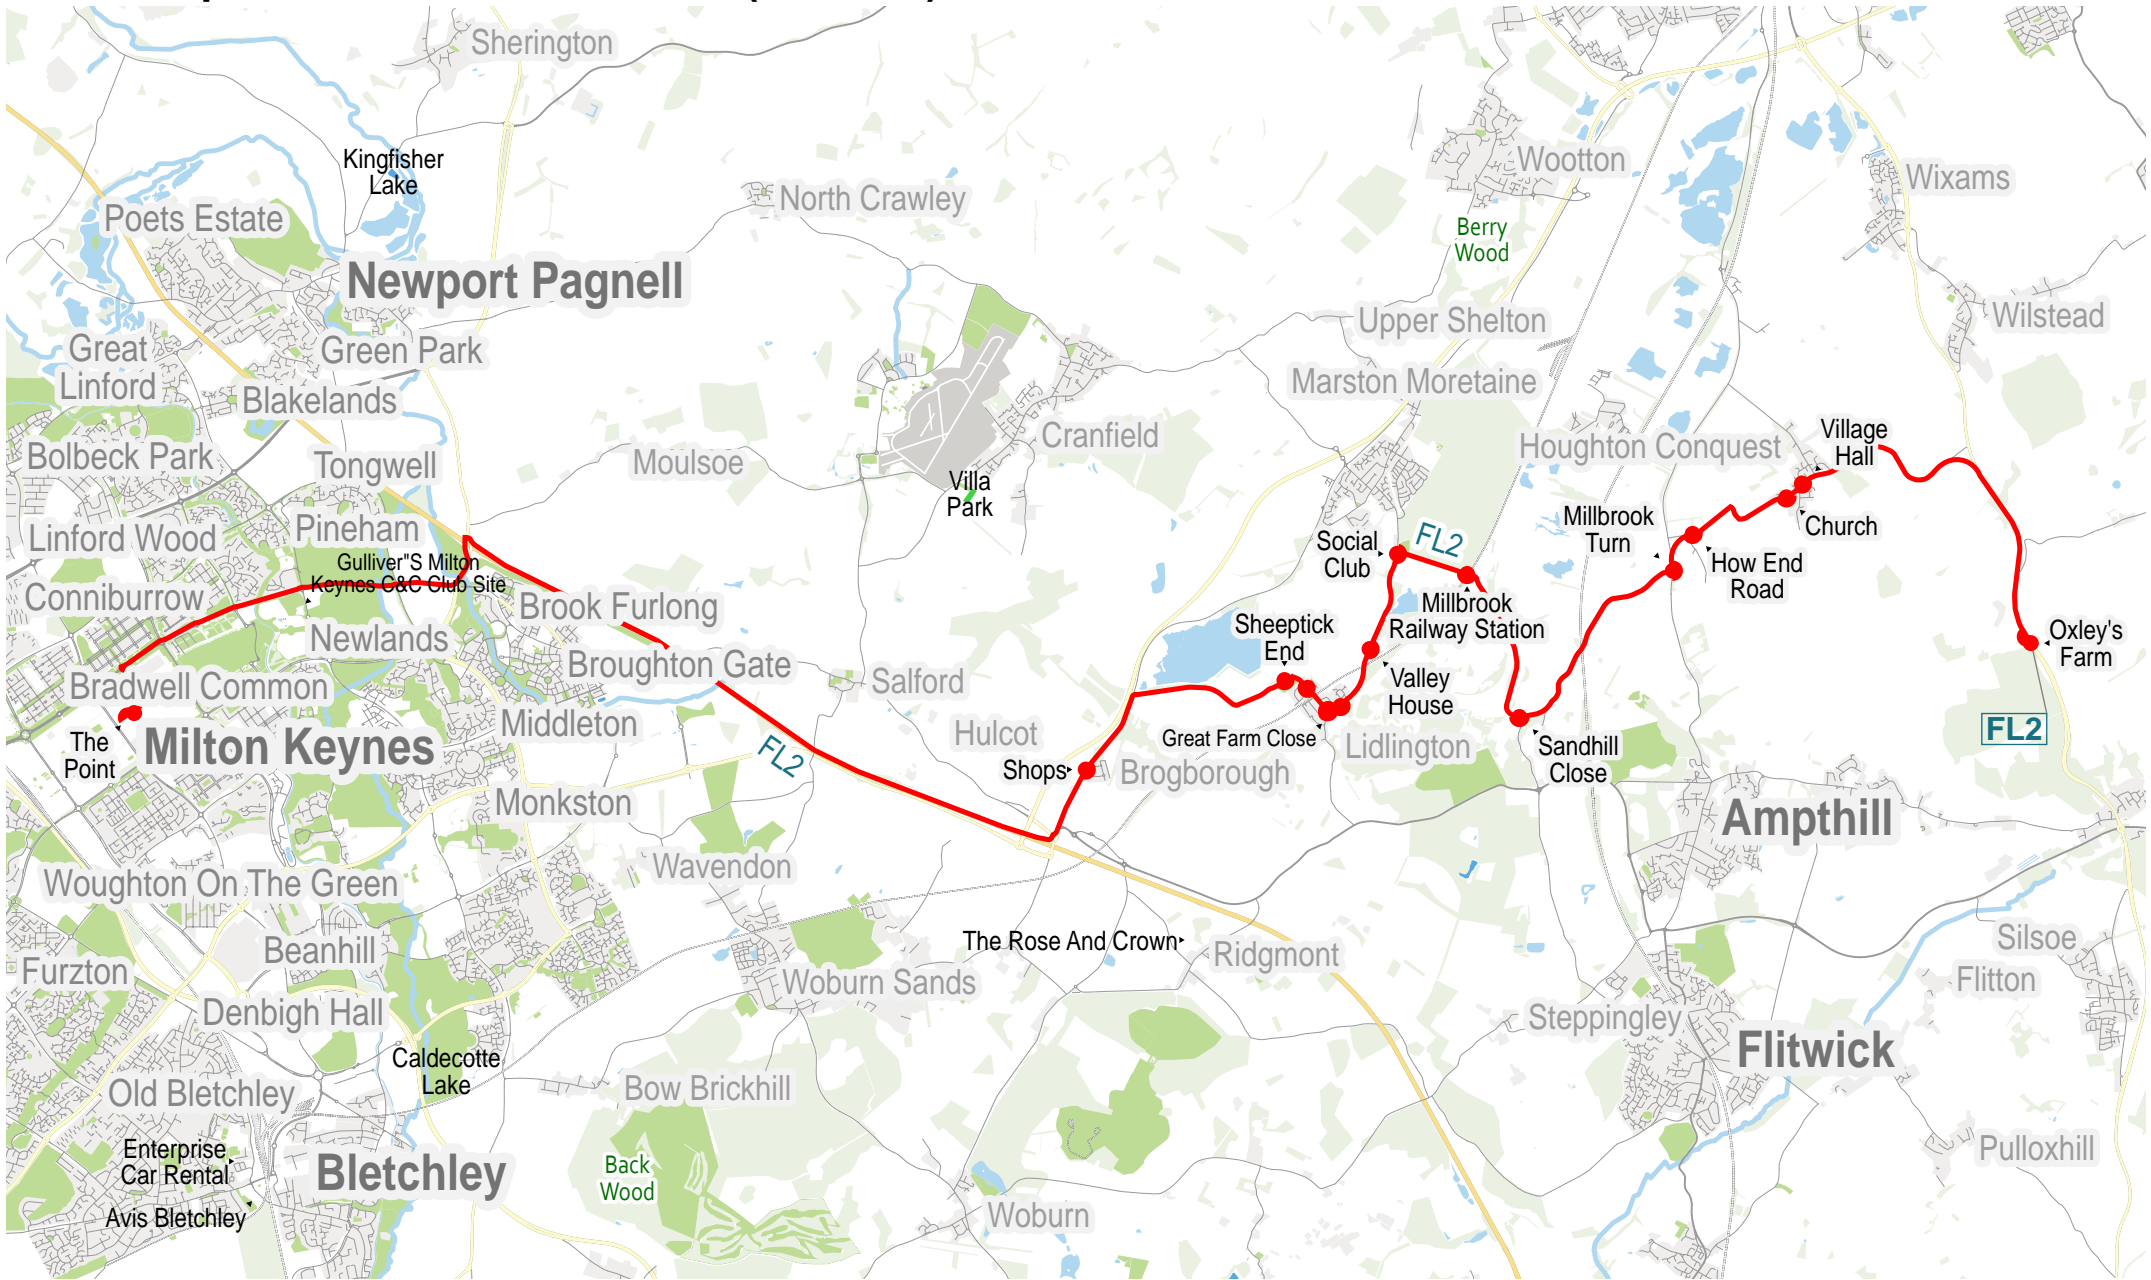 Sherington
Kingfisher
Lake
Poets Estate
North Crawley
Wootton
Wixams
Berry
Wood
Newport Pagnell
Upper Shelton
Wilstead
Great
Linford
Green Park
Blakelands
Marston Moretaine
Bolbeck Park
Tongwell
Moulsoe
Cranfield
Houghton Conquest
Village
Hall
Villa
Park
Linford Wood
Pineham
Gulliver"S Milton
Keynes C&C Club Site
Social
Club
FL2
Millbrook
Turn
Church
How End
Road
Conniburrow
Brook Furlong
Newlands
Millbrook
Railway Station
Sheeptick
End
Oxley's
Farm
Broughton Gate
Bradwell Common
Salford
Valley
House
Middleton
The
Point
Milton Keynes
FL2
Hulcot
Great Farm Close
Lidlington
Sandhill
Close
FL2
Shops
Brogborough
Monkston
Ampthill
Wavendon
Woughton On The Green
Beanhill
The Rose And Crown
Ridgmont
Silsoe
Furzton
Woburn Sands
Flitton
Denbigh Hall
Steppingley
Flitwick
Caldecotte
Lake
Old Bletchley
Bow Brickhill
Enterprise
Car Rental
Bletchley
Back
Wood
Pulloxhill
Avis Bletchley
Woburn